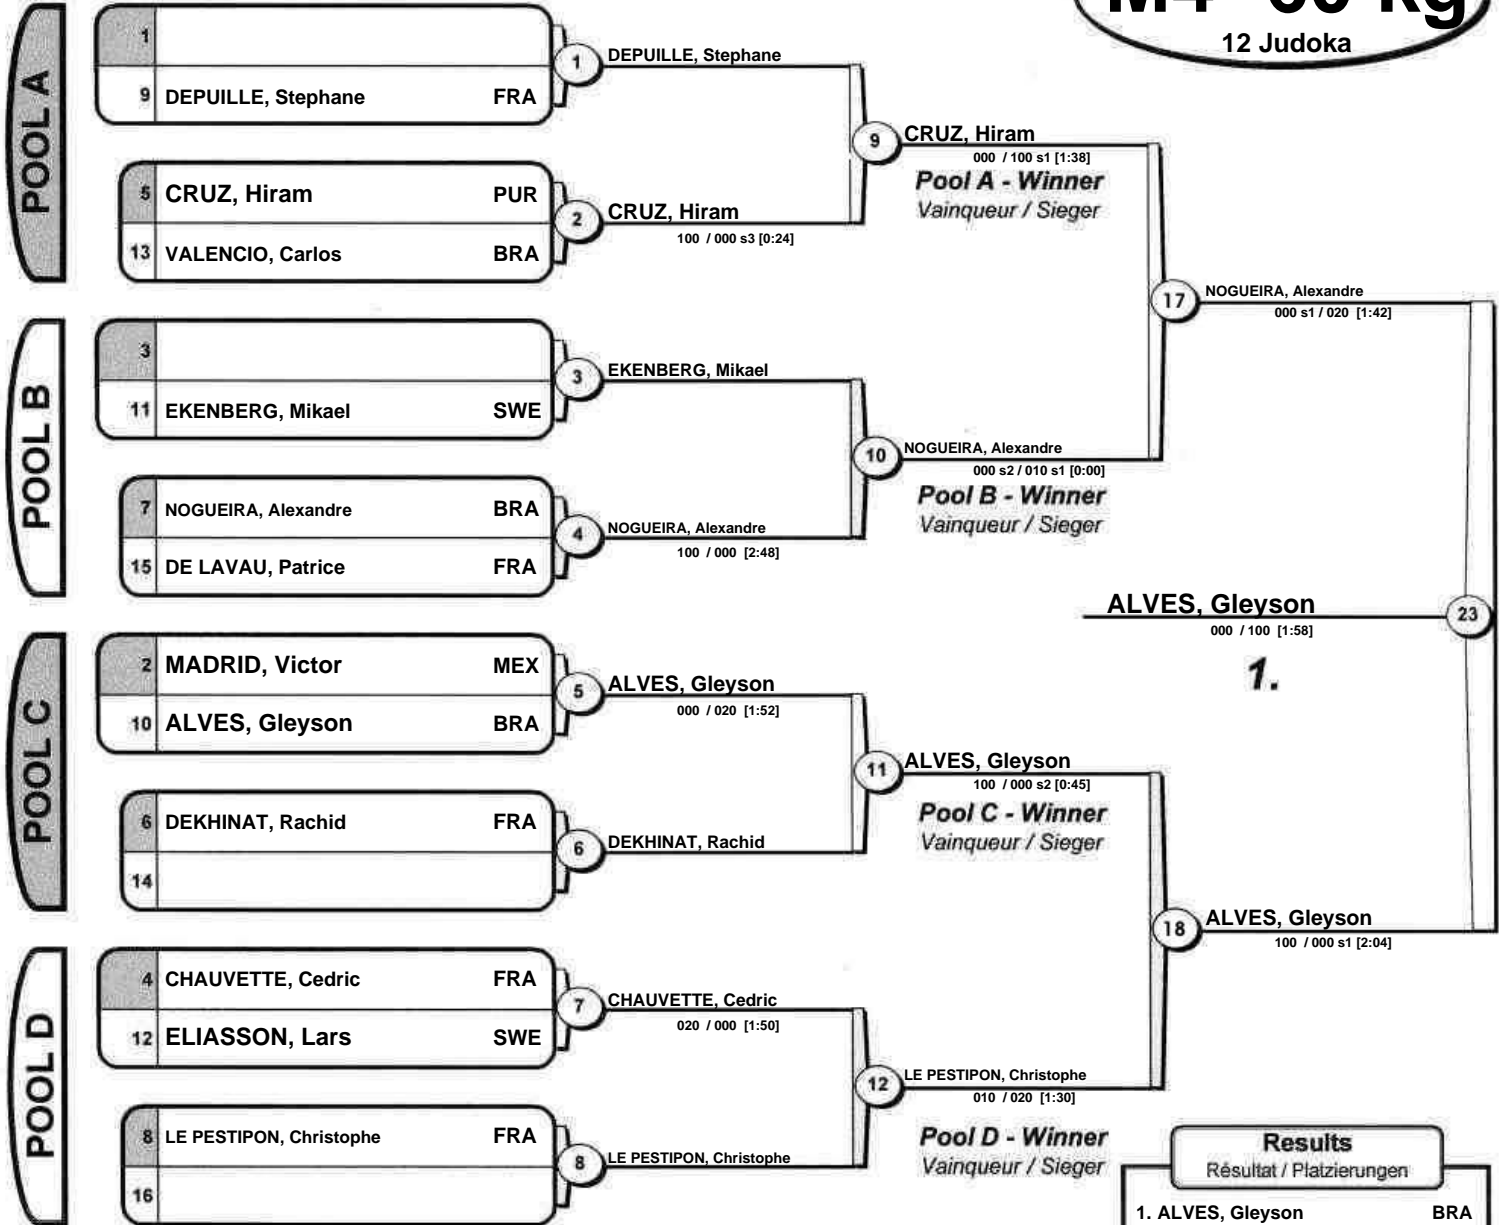 12 Judoka
POOL A
1
9 DEPUILLE, Stephane FRA
1 DEPUILLE, Stephane
5 CRUZ, Hiram PUR
13 VALENCIO, Carlos BRA
2 CRUZ, Hiram
100 / 000 s3 [0:24]
9 CRUZ, Hiram
000 / 100 s1 [1:38]
Pool A - Winner
Vainqueur / Sieger
POOL B
3
11 EKENBERG, Mikael SWE
3 EKENBERG, Mikael
7 NOGUEIRA, Alexandre BRA
15 DE LAVAU, Patrice FRA
4 NOGUEIRA, Alexandre
100 / 000 [2:48]
10 NOGUEIRA, Alexandre
000 s2 / 010 s1 [0:00]
Pool B - Winner
Vainqueur / Sieger
17 NOGUEIRA, Alexandre
000 s1 / 020 [1:42]
POOL C
2 MADRID, Victor MEX
10 ALVES, Gleyson BRA
5 ALVES, Gleyson
000 / 020 [1:52]
6 DEKHINAT, Rachid FRA
14
6 DEKHINAT, Rachid
11 ALVES, Gleyson
100 / 000 s2 [0:45]
Pool C - Winner
Vainqueur / Sieger
POOL D
4 CHAUVETTE, Cedric FRA
12 ELIASSON, Lars SWE
7 CHAUVETTE, Cedric
020 / 000 [1:50]
8 LE PESTIPON, Christophe FRA
16
8 LE PESTIPON, Christophe
12 LE PESTIPON, Christophe
010 / 020 [1:30]
Pool D - Winner
Vainqueur / Sieger
18 ALVES, Gleyson
100 / 000 s1 [2:04]
ALVES, Gleyson 23
000 / 100 [1:58]
1.
Results
Résultat / Platzierungen
1. ALVES, Gleyson BRA